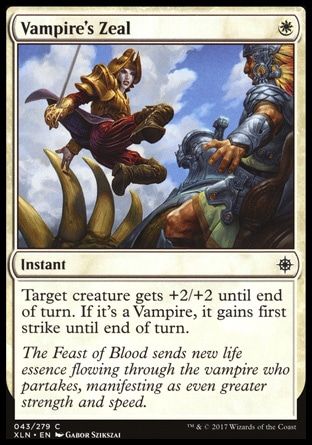 Vampire's Zeal
Instant
Target creature gets +2/+2 until end
of turn. If it's a Vampire, it gains first
strike until end of turn.
The Feast of Blood sends new life
essence flowing through the vampire who
partakes, manifesting as even greater
strength and speed.
043/279 C
XLN • EN Gabor Szikszai
™ & © 2017 Wizards of the Coast